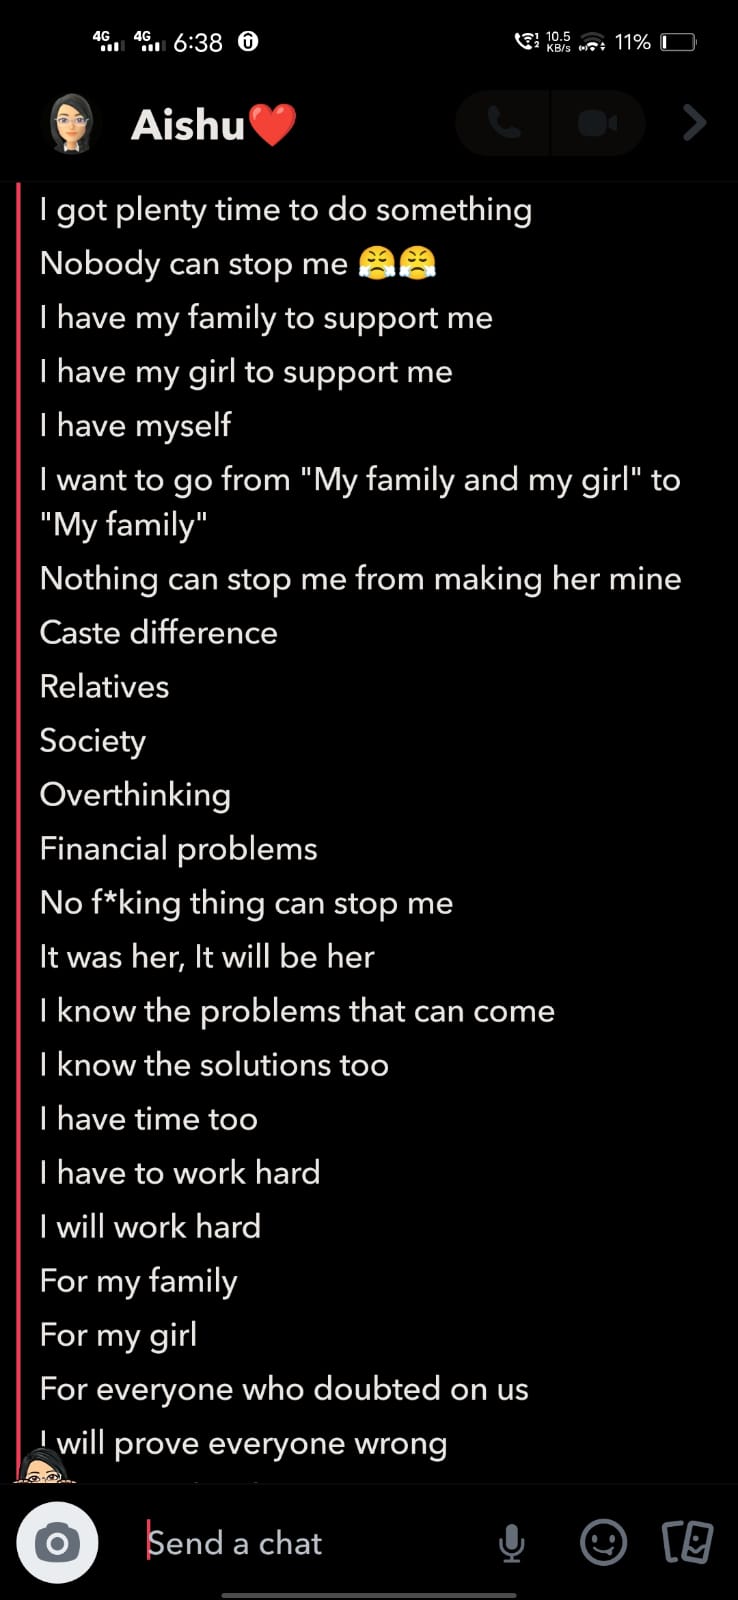 4G 4G 6:38 10.5 KB/s 11%
Aishu❤️
I got plenty time to do something
Nobody can stop me 😤😤
I have my family to support me
I have my girl to support me
I have myself
I want to go from "My family and my girl" to
"My family"
Nothing can stop me from making her mine
Caste difference
Relatives
Society
Overthinking
Financial problems
No f*king thing can stop me
It was her, It will be her
I know the problems that can come
I know the solutions too
I have time too
I have to work hard
I will work hard
For my family
For my girl
For everyone who doubted on us
I will prove everyone wrong
Send a chat